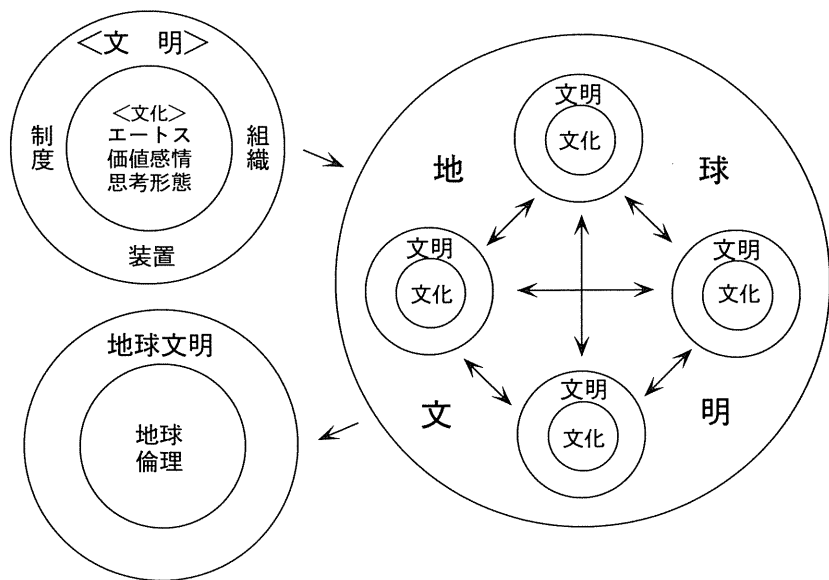 <文 明>
<文化>
エートス
価値感情
思考形態
制度
組織
装置
地球文明
地球
倫理
地 球
文 明
文明
文化
文明
文化
文明
文化
文明
文化